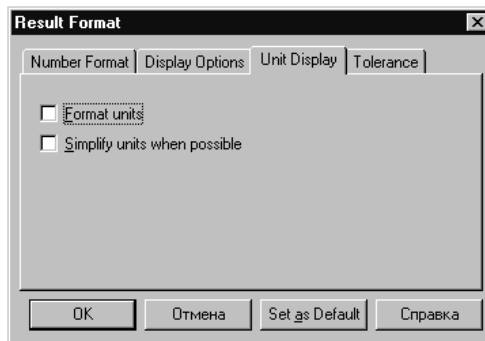 Result Format
Number Format Display Options Unit Display Tolerance
Format units
Simplify units when possible
OK Отмена Set as Default Справка